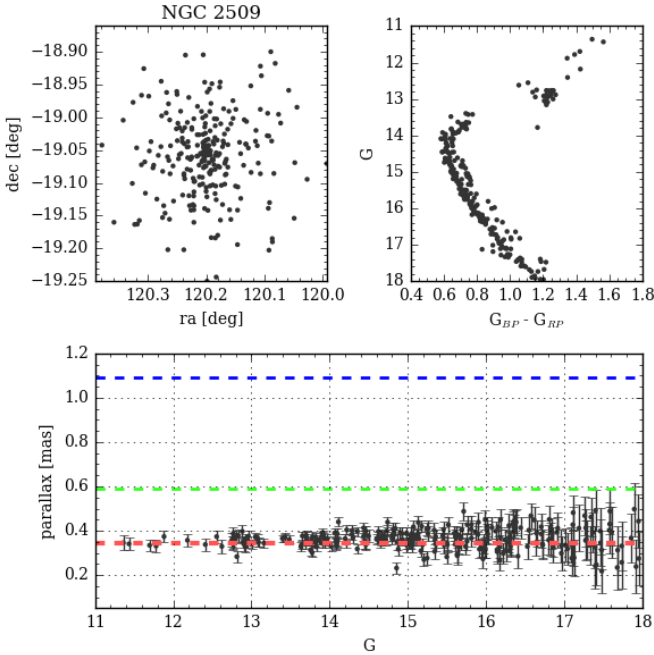 NGC 2509
−18.90
−18.95
−19.00
−19.05
−19.10
−19.15
−19.20
−19.25
dec [deg]
120.3 120.2 120.1 120.0
ra [deg]
11
12
13
14
15
16
17
18
G
0.4 0.6 0.8 1.0 1.2 1.4 1.6 1.8
G_BP - G_RP
1.2
1.0
0.8
0.6
0.4
0.2
parallax [mas]
11 12 13 14 15 16 17 18
G